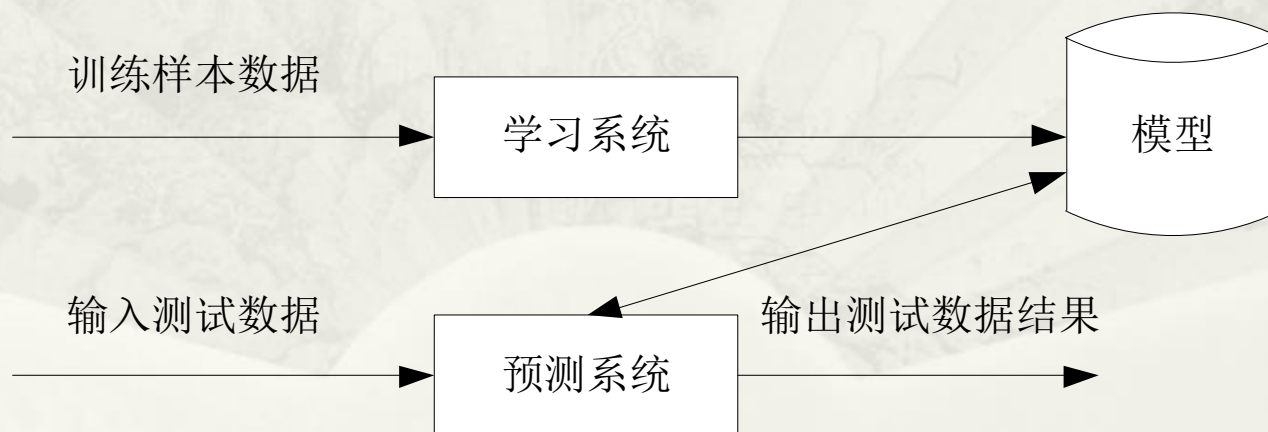 训练样本数据
学习系统
模型
输入测试数据
预测系统
输出测试数据结果